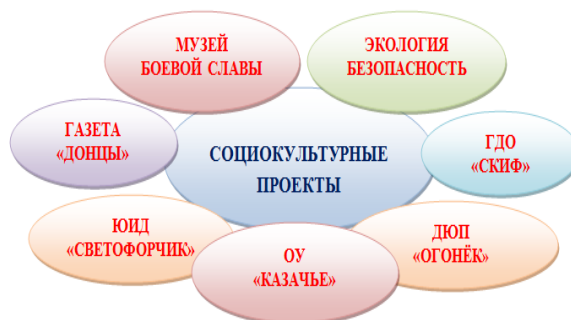 МУЗЕЙ
БОЕВОЙ СЛАВЫ
ЭКОЛОГИЯ
БЕЗОПАСНОСТЬ
ГАЗЕТА
«ДОНЦЫ»
СОЦИОКУЛЬТУРНЫЕ
ПРОЕКТЫ
ГДО
«СКИФ»
ЮИД
«СВЕТОФОРЧИК»
ОУ
«КАЗАЧЬЕ»
ДЮП
«ОГОНЁК»